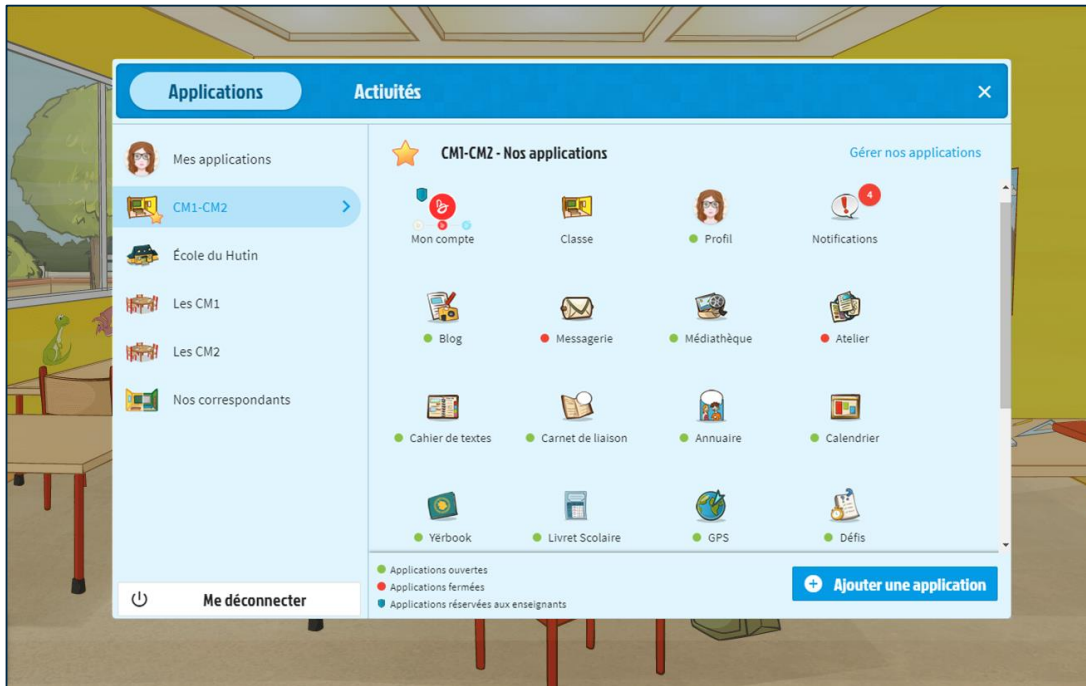 Applications
Activités
Mes applications
CM1-CM2
École du Hutin
Les CM1
Les CM2
Nos correspondants
Me déconnecter
CM1-CM2 - Nos applications
Gérer nos applications
Mon compte
Classe
Profil
4
Notifications
Blog
Messagerie
Médiathèque
Atelier
Cahier de textes
Carnet de liaison
Annuaire
Calendrier
Yërbook
Livret Scolaire
GPS
Défis
Applications ouvertes
Applications fermées
Applications réservées aux enseignants
Ajouter une application